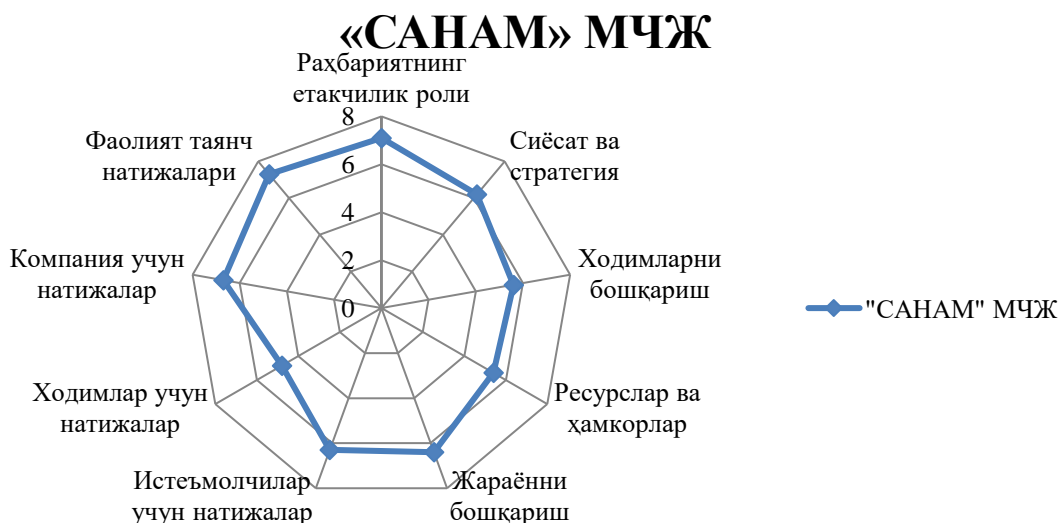 «САНАМ» МЧЖ
Раҳбариятнинг
етакчилик роли
8
Фаолият таянч
натижалари
Сиёсат ва
стратегия
6
4
Компания учун
натижалар
2
Ходимларни
бошқариш
0
"САНАМ" МЧЖ
Ходимлар учун
натижалар
Ресурслар ва
ҳамкорлар
Истеъмолчилар
учун натижалар
Жараённи
бошқариш